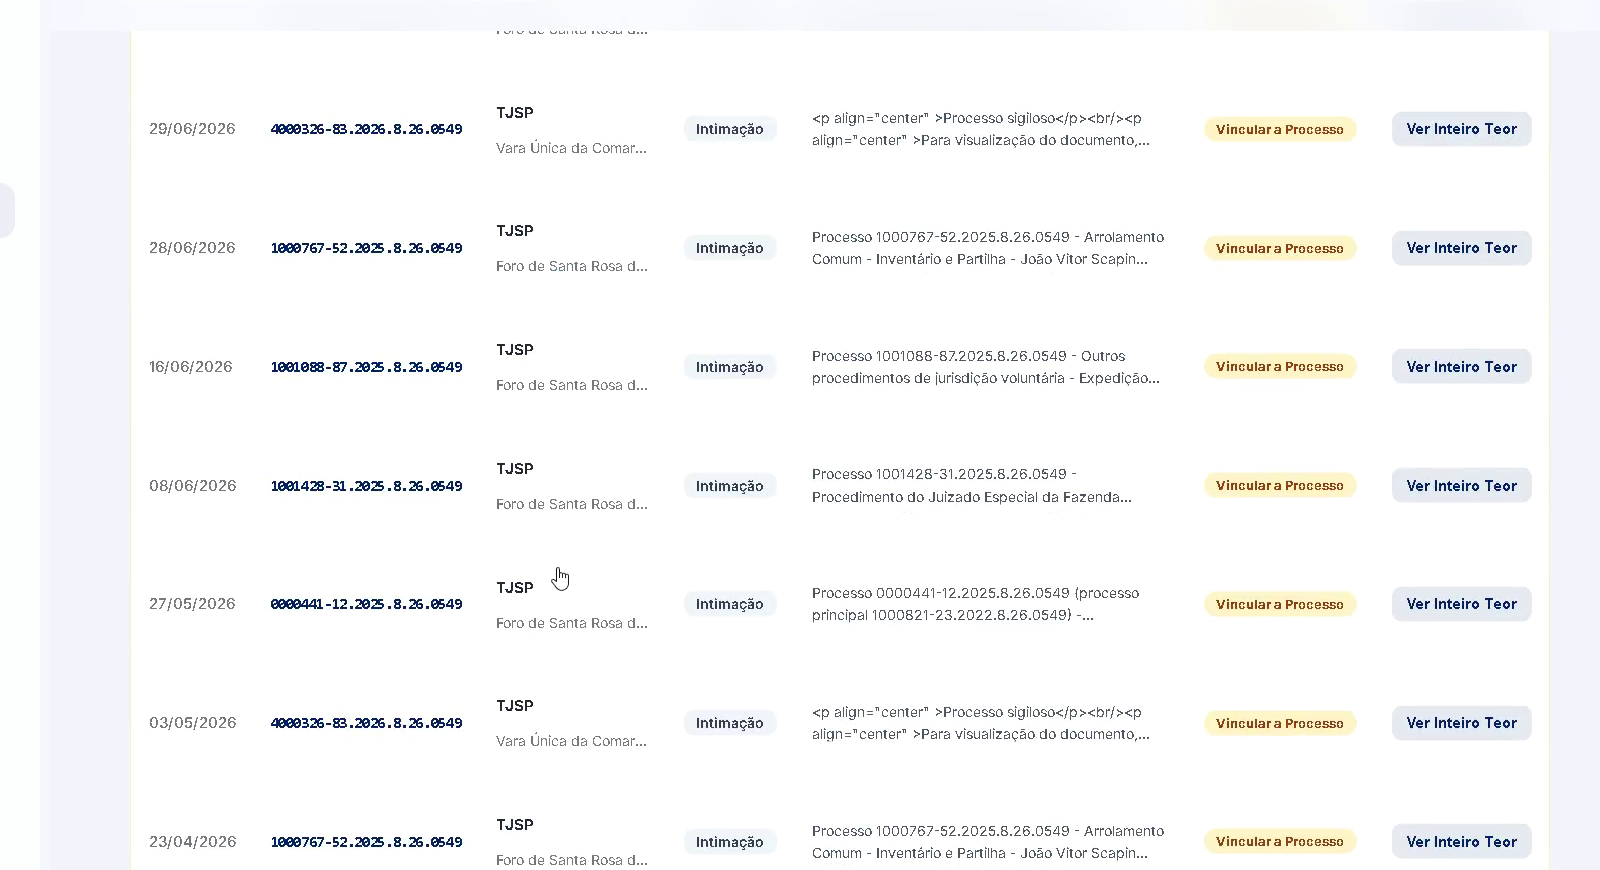 Foro de Santa Rosa d...
29/06/2026
4000326-83.2026.8.26.0549
TJSP
Vara Única da Comar...
Intimação
<p align="center" >Processo sigiloso</p><br/><p
align="center" >Para visualização do documento,...
Vincular a Processo
Ver Inteiro Teor
28/06/2026
1000767-52.2025.8.26.0549
TJSP
Foro de Santa Rosa d...
Intimação
Processo 1000767-52.2025.8.26.0549 - Arrolamento
Comum - Inventário e Partilha - João Vitor Scapin...
Vincular a Processo
Ver Inteiro Teor
16/06/2026
1001088-87.2025.8.26.0549
TJSP
Foro de Santa Rosa d...
Intimação
Processo 1001088-87.2025.8.26.0549 - Outros
procedimentos de jurisdição voluntária - Expedição...
Vincular a Processo
Ver Inteiro Teor
08/06/2026
1001428-31.2025.8.26.0549
TJSP
Foro de Santa Rosa d...
Intimação
Processo 1001428-31.2025.8.26.0549 -
Procedimento do Juizado Especial da Fazenda...
Vincular a Processo
Ver Inteiro Teor
27/05/2026
0000441-12.2025.8.26.0549
TJSP
Foro de Santa Rosa d...
Intimação
Processo 0000441-12.2025.8.26.0549 (processo
principal 1000821-23.2022.8.26.0549) -...
Vincular a Processo
Ver Inteiro Teor
03/05/2026
4000326-83.2026.8.26.0549
TJSP
Vara Única da Comar...
Intimação
<p align="center" >Processo sigiloso</p><br/><p
align="center" >Para visualização do documento,...
Vincular a Processo
Ver Inteiro Teor
23/04/2026
1000767-52.2025.8.26.0549
TJSP
Foro de Santa Rosa d...
Intimação
Processo 1000767-52.2025.8.26.0549 - Arrolamento
Comum - Inventário e Partilha - João Vitor Scapin...
Vincular a Processo
Ver Inteiro Teor